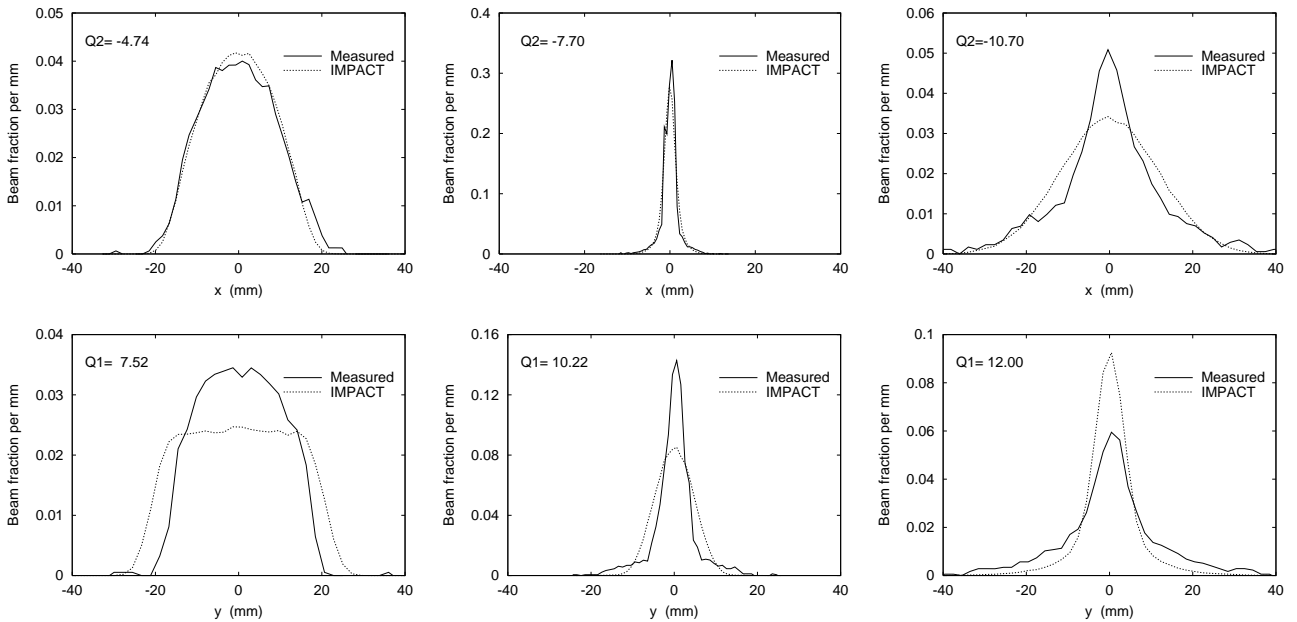 0.05
0.04
0.03
0.02
0.01
0
Beam fraction per mm
Q2= -4.74
Measured
IMPACT
-40 -20 0 20 40
x (mm)
0.4
0.3
0.2
0.1
0
Beam fraction per mm
Q2= -7.70
Measured
IMPACT
-40 -20 0 20 40
x (mm)
0.06
0.05
0.04
0.03
0.02
0.01
0
Beam fraction per mm
Q2=-10.70
Measured
IMPACT
-40 -20 0 20 40
x (mm)
0.04
0.03
0.02
0.01
0
Beam fraction per mm
Q1= 7.52
Measured
IMPACT
-40 -20 0 20 40
y (mm)
0.16
0.12
0.08
0.04
0
Beam fraction per mm
Q1= 10.22
Measured
IMPACT
-40 -20 0 20 40
y (mm)
0.1
0.08
0.06
0.04
0.02
0
Beam fraction per mm
Q1= 12.00
Measured
IMPACT
-40 -20 0 20 40
y (mm)